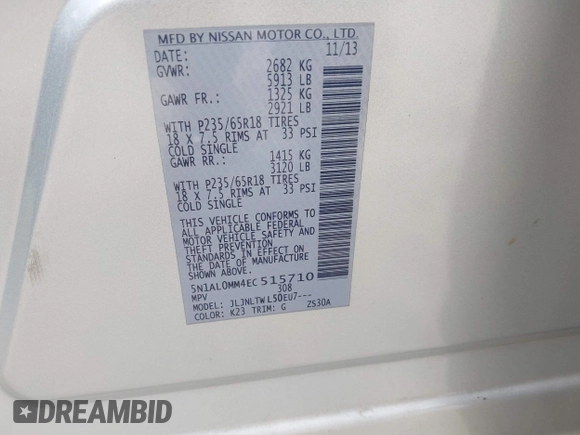 MFD BY NISSAN MOTOR CO., LTD.
DATE: 11/13
GVWR: 2682 KG
5913 LB
GAWR FR.: 1325 KG
2921 LB
WITH P235/65R18 TIRES
18 X 7.5 RIMS AT 33 PSI
COLD SINGLE
GAWR RR.: 1415 KG
3120 LB
WITH P235/65R18 TIRES
18 X 7.5 RIMS AT 33 PSI
COLD SINGLE
THIS VEHICLE CONFORMS TO
ALL APPLICABLE FEDERAL
MOTOR VEHICLE SAFETY AND
THEFT PREVENTION
STANDARDS IN EFFECT ON
THE DATE OF MANUFACTURE
SHOWN ABOVE.
5N1AL0MM4EC515710
MPV 308
MODEL: JLJNLTWL50EU7---
COLOR: K23 TRIM: G ZS30A
DREAMBID